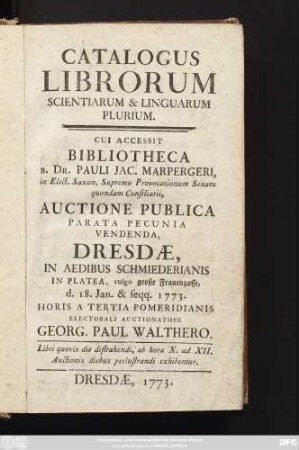 CATALOGUS
LIBRORUM
SCIENTIARUM & LINGUARUM
PLURIUM.
CUI ACCESSIT
BIBLIOTHECA
B. DR. PAULI JAC. MARPERGERI,
in Elect. Saxon. Supremo Provocationum Senatu
quondam Consiliarii,
AUCTIONE PUBLICA
PARATA PECUNIA
VENDENDA,
DRESDÆ,
IN AEDIBUS SCHMIEDERIANIS
IN PLATEA, vulgo große Frauengasse,
d. 18. Jan. & seqq. 1773.
HORIS A TERTIA POMERIDIANIS
ELECTORALI AUCTIONATORE
GEORG. PAUL WALTHERO.
Libri quovis die distrahendi, ab hora X. ad XII.
Auctionis diebus perlustrandi exhibentur.
DRESDÆ, 1773.